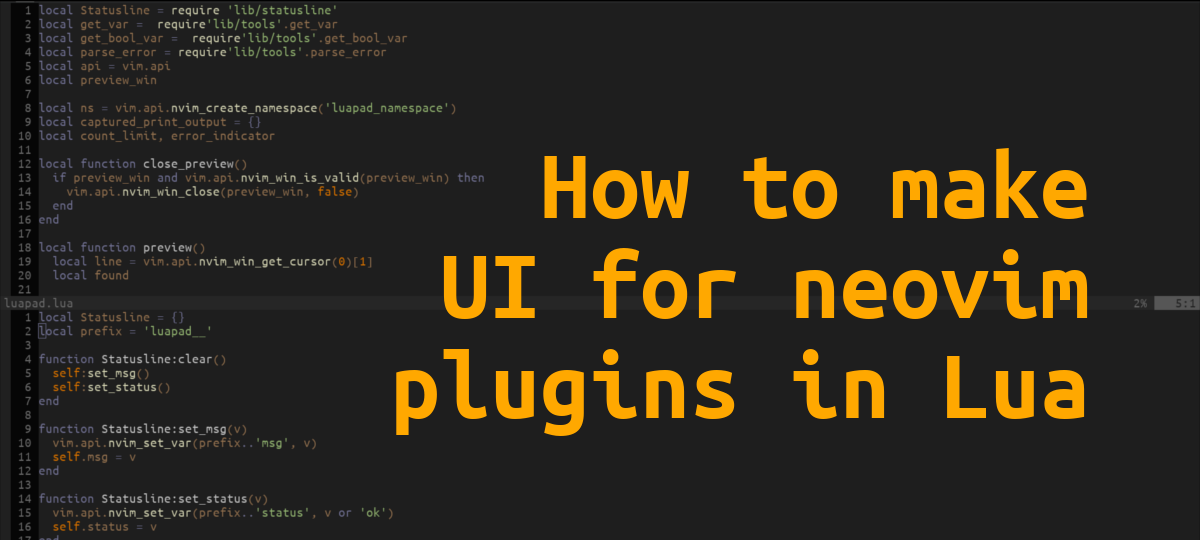 1 local Statusline = require 'lib/statusline'
2 local get_var =  require'lib/tools'.get_var
3 local get_bool_var =  require'lib/tools'.get_bool_var
4 local parse_error = require'lib/tools'.parse_error
5 local api = vim.api
6 local preview_win
7
8 local ns = vim.api.nvim_create_namespace('luapad_namespace')
9 local captured_print_output = {}
10 local count_limit, error_indicator
11
12 local function close_preview()
13   if preview_win and vim.api.nvim_win_is_valid(preview_win) then
14     vim.api.nvim_win_close(preview_win, false)
15   end
16 end
17
18 local function preview()
19   local line = vim.api.nvim_win_get_cursor(0)[1]
20   local found
21
luapad.lua 2% 5:1
1 local Statusline = {}
2 local prefix = 'luapad__'
3
4 function Statusline:clear()
5   self:set_msg()
6   self:set_status()
7 end
8
9 function Statusline:set_msg(v)
10   vim.api.nvim_set_var(prefix..'msg', v)
11   self.msg = v
12 end
13
14 function Statusline:set_status(v)
15   vim.api.nvim_set_var(prefix..'status', v or 'ok')
16   self.status = v
17 end
How to make
UI for neovim
plugins in Lua